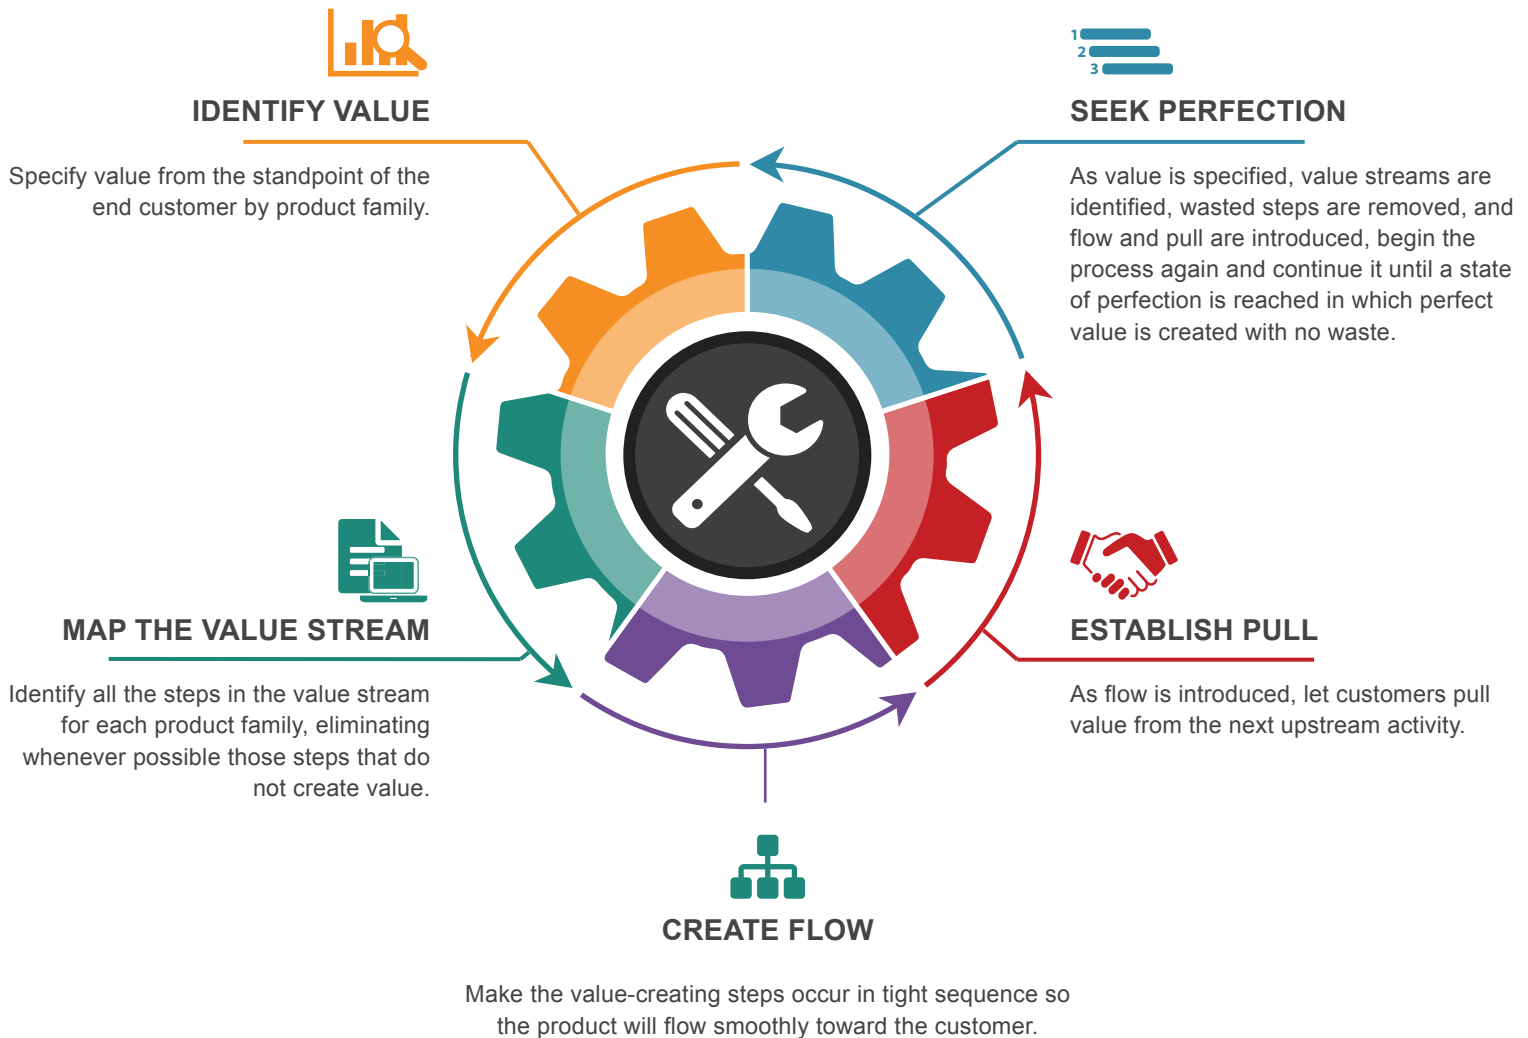 IDENTIFY VALUE
Specify value from the standpoint of the
end customer by product family.
1
2
3
SEEK PERFECTION
As value is specified, value streams are
identified, wasted steps are removed, and
flow and pull are introduced, begin the
process again and continue it until a state
of perfection is reached in which perfect
value is created with no waste.
MAP THE VALUE STREAM
Identify all the steps in the value stream
for each product family, eliminating
whenever possible those steps that do
not create value.
ESTABLISH PULL
As flow is introduced, let customers pull
value from the next upstream activity.
CREATE FLOW
Make the value-creating steps occur in tight sequence so
the product will flow smoothly toward the customer.